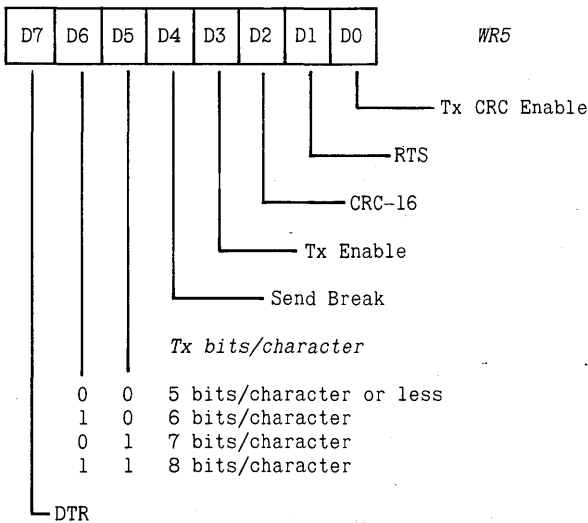 D7 D6 D5 D4 D3 D2 D1 D0 WR5
Tx CRC Enable
RTS
CRC-16
Tx Enable
Send Break
Tx bits/character
0 0 5 bits/character or less
1 0 6 bits/character
0 1 7 bits/character
1 1 8 bits/character
DTR